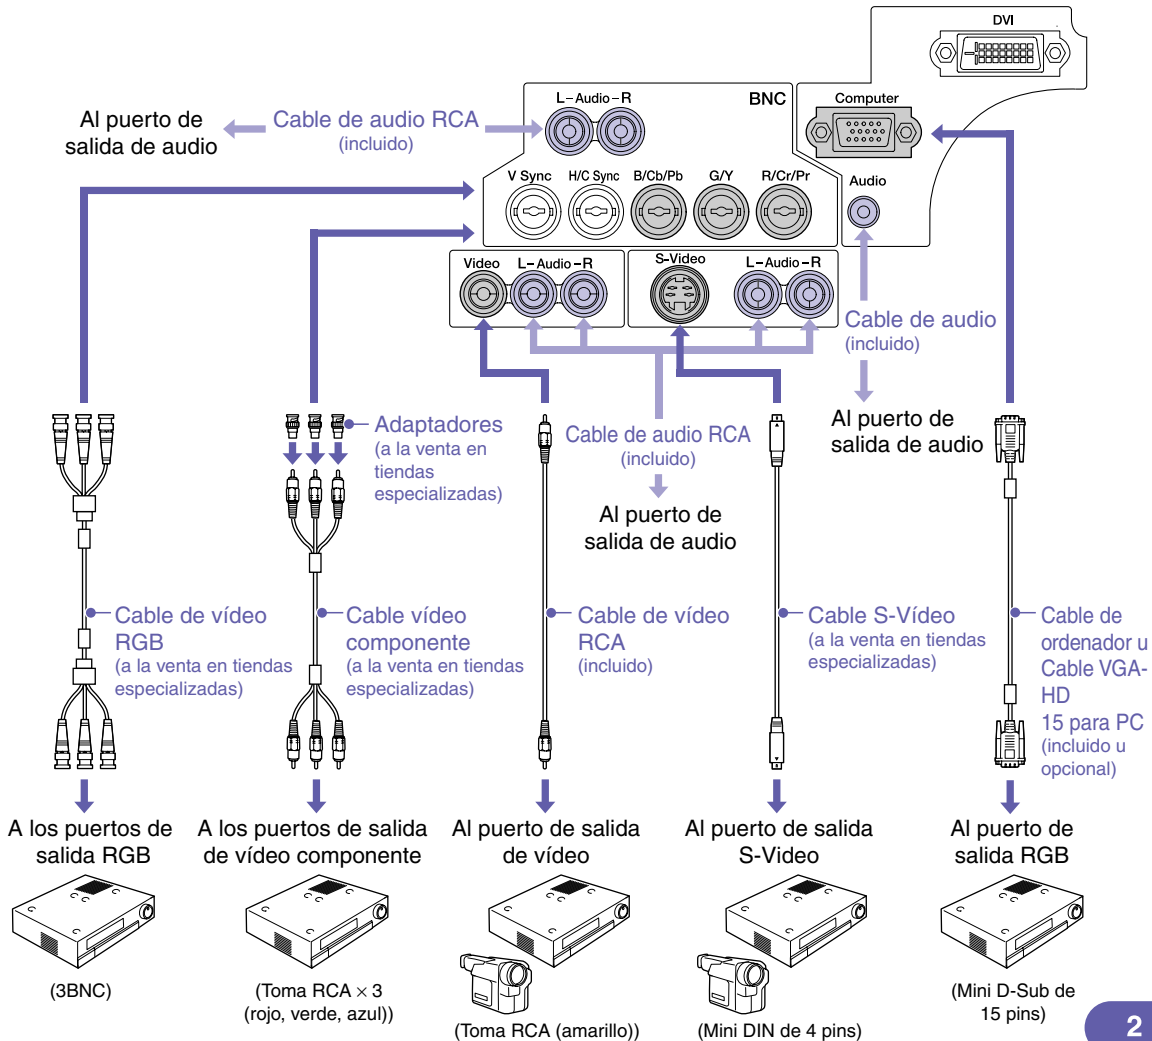 DVI
L-Audio-R
BNC
Computer
Al puerto de
salida de audio
Cable de audio RCA
(incluido)
V Sync
H/C Sync
B/Cb/Pb
G/Y
R/Cr/Pr
Audio
Video
L-Audio-R
S-Video
L-Audio-R
Cable de audio
(incluido)
Al puerto de
salida de audio
Adaptadores
(a la venta en
tiendas
especializadas)
Cable de audio RCA
(incluido)
Al puerto de
salida de audio
Cable de vídeo
RGB
(a la venta en tiendas
especializadas)
Cable vídeo
componente
(a la venta en tiendas
especializadas)
Cable de vídeo
RCA
(incluido)
Cable S-Vídeo
(a la venta en tiendas
especializadas)
Cable de
ordenador u
Cable VGA-
HD
15 para PC
(incluido u
opcional)
A los puertos de
salida RGB
A los puertos de salida
de vídeo componente
Al puerto de salida
de vídeo
Al puerto de salida
S-Video
Al puerto de
salida RGB
(3BNC)
(Toma RCA × 3
(rojo, verde, azul))
(Toma RCA (amarillo))
(Mini DIN de 4 pins)
(Mini D-Sub de
15 pins)
2